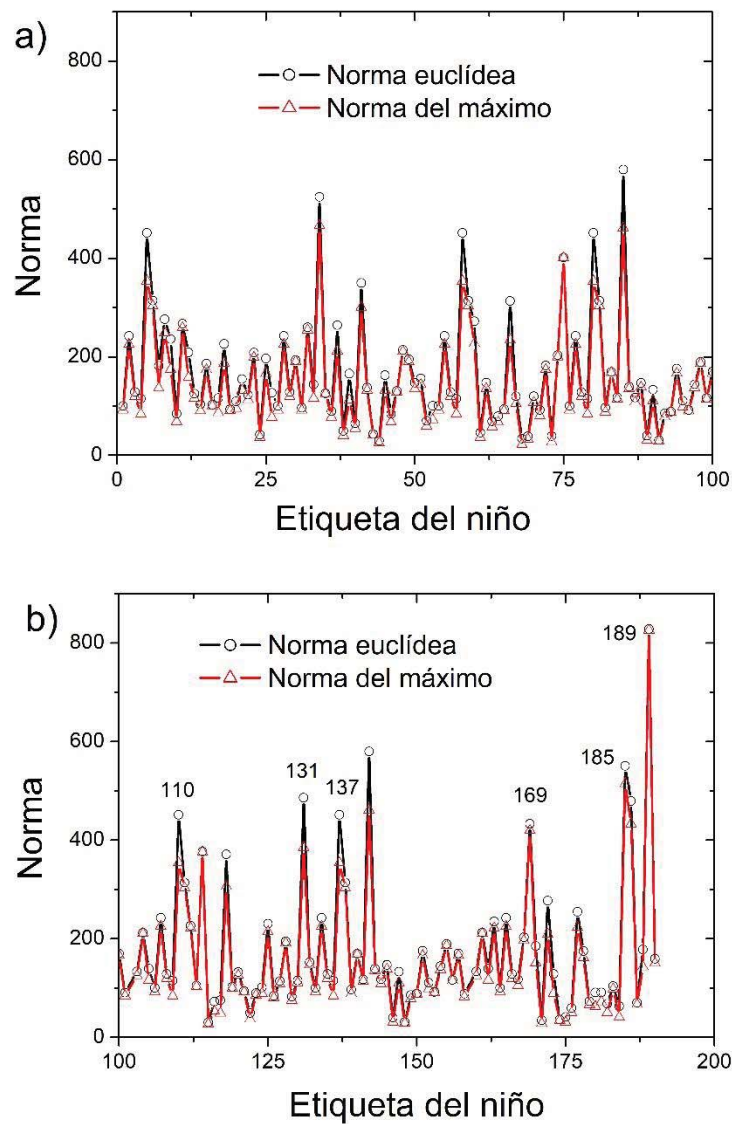 a)
800
600
400
200
0
Norma
Norma euclídea
Norma del máximo
0 25 50 75 100
Etiqueta del niño
b)
800
600
400
200
0
Norma
Norma euclídea
Norma del máximo
110
131
137
169
185
189
100 125 150 175 200
Etiqueta del niño